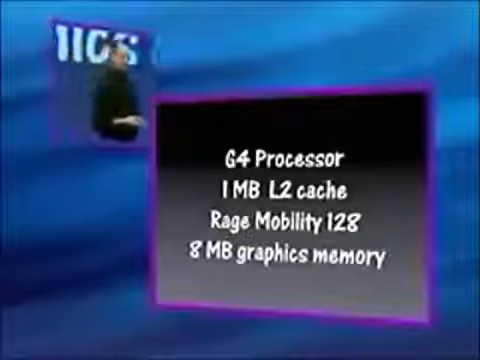 G4 Processor
1 MB L2 cache
Rage Mobility 128
8 MB graphics memory